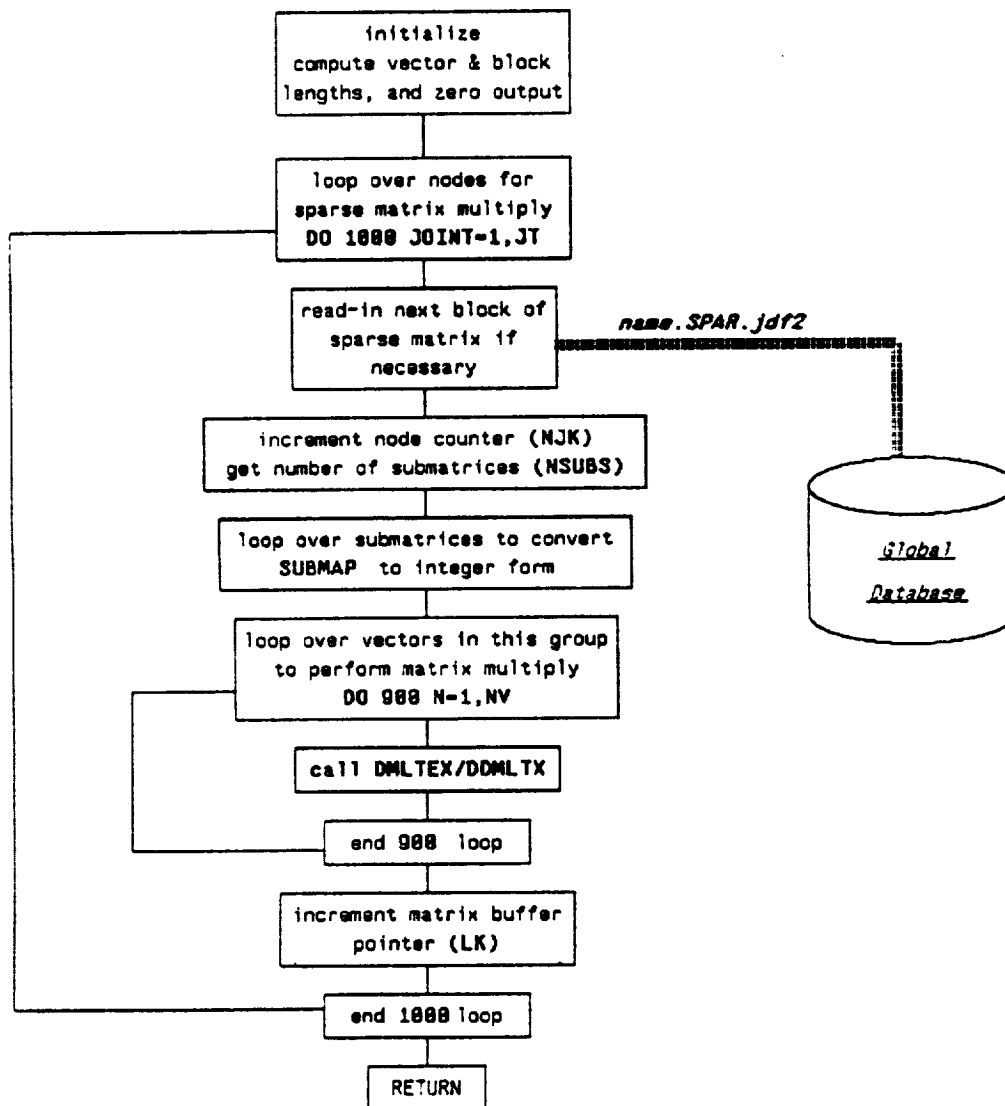 initialize
compute vector & block
lengths, and zero output
loop over nodes for
sparse matrix multiply
DO 1000 JOINT=1,JT
read-in next block of
sparse matrix if
necessary
name.SPAR.jdf2
increment node counter (NJK)
get number of submatrices (NSUBS)
loop over submatrices to convert
SUBMAP to integer form
Global
Database
loop over vectors in this group
to perform matrix multiply
DO 900 N=1,NV
call DMLTEX/DDMLTX
end 900 loop
increment matrix buffer
pointer (LK)
end 1000 loop
RETURN